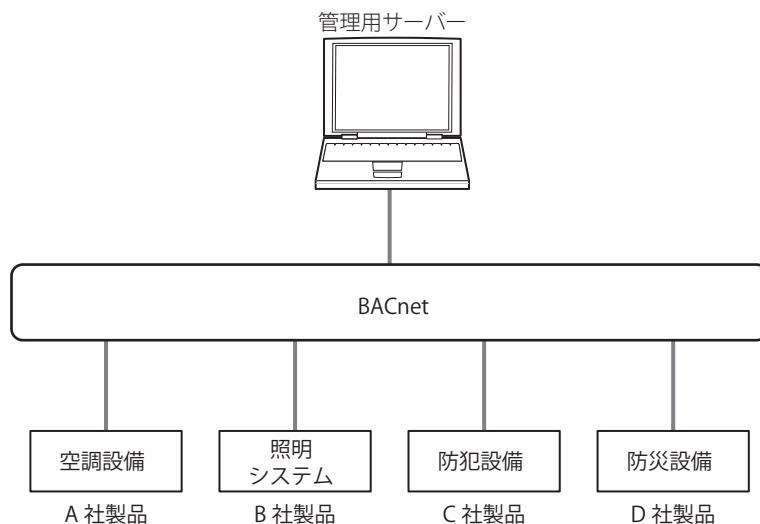 管理用サーバー
BACnet
空調設備
照明
システム
防犯設備
防災設備
A 社製品
B 社製品
C 社製品
D 社製品